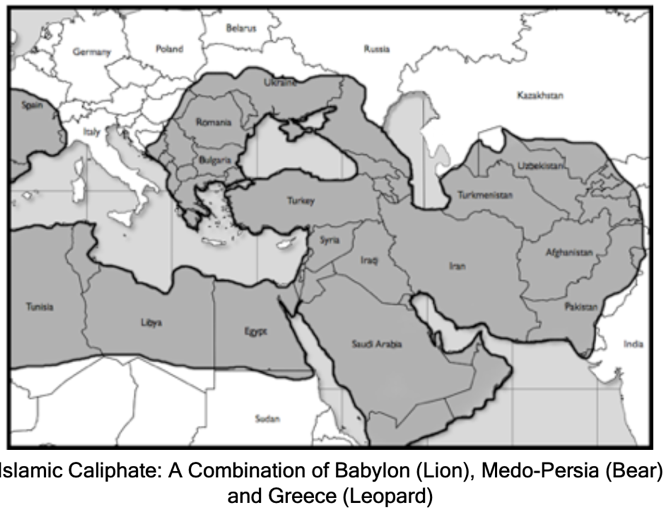 Belarus
Germany
Poland
Russia
Ukraine
Kazakhstan
Spain
Romania
Italy
Bulgaria
Uzbekistan
Turkey
Turkmenistan
Syria
Iraq
Iran
Afghanistan
Tunisia
Libya
Egypt
Pakistan
Saudi Arabia
India
Sudan
Islamic Caliphate: A Combination of Babylon (Lion), Medo-Persia (Bear)
and Greece (Leopard)